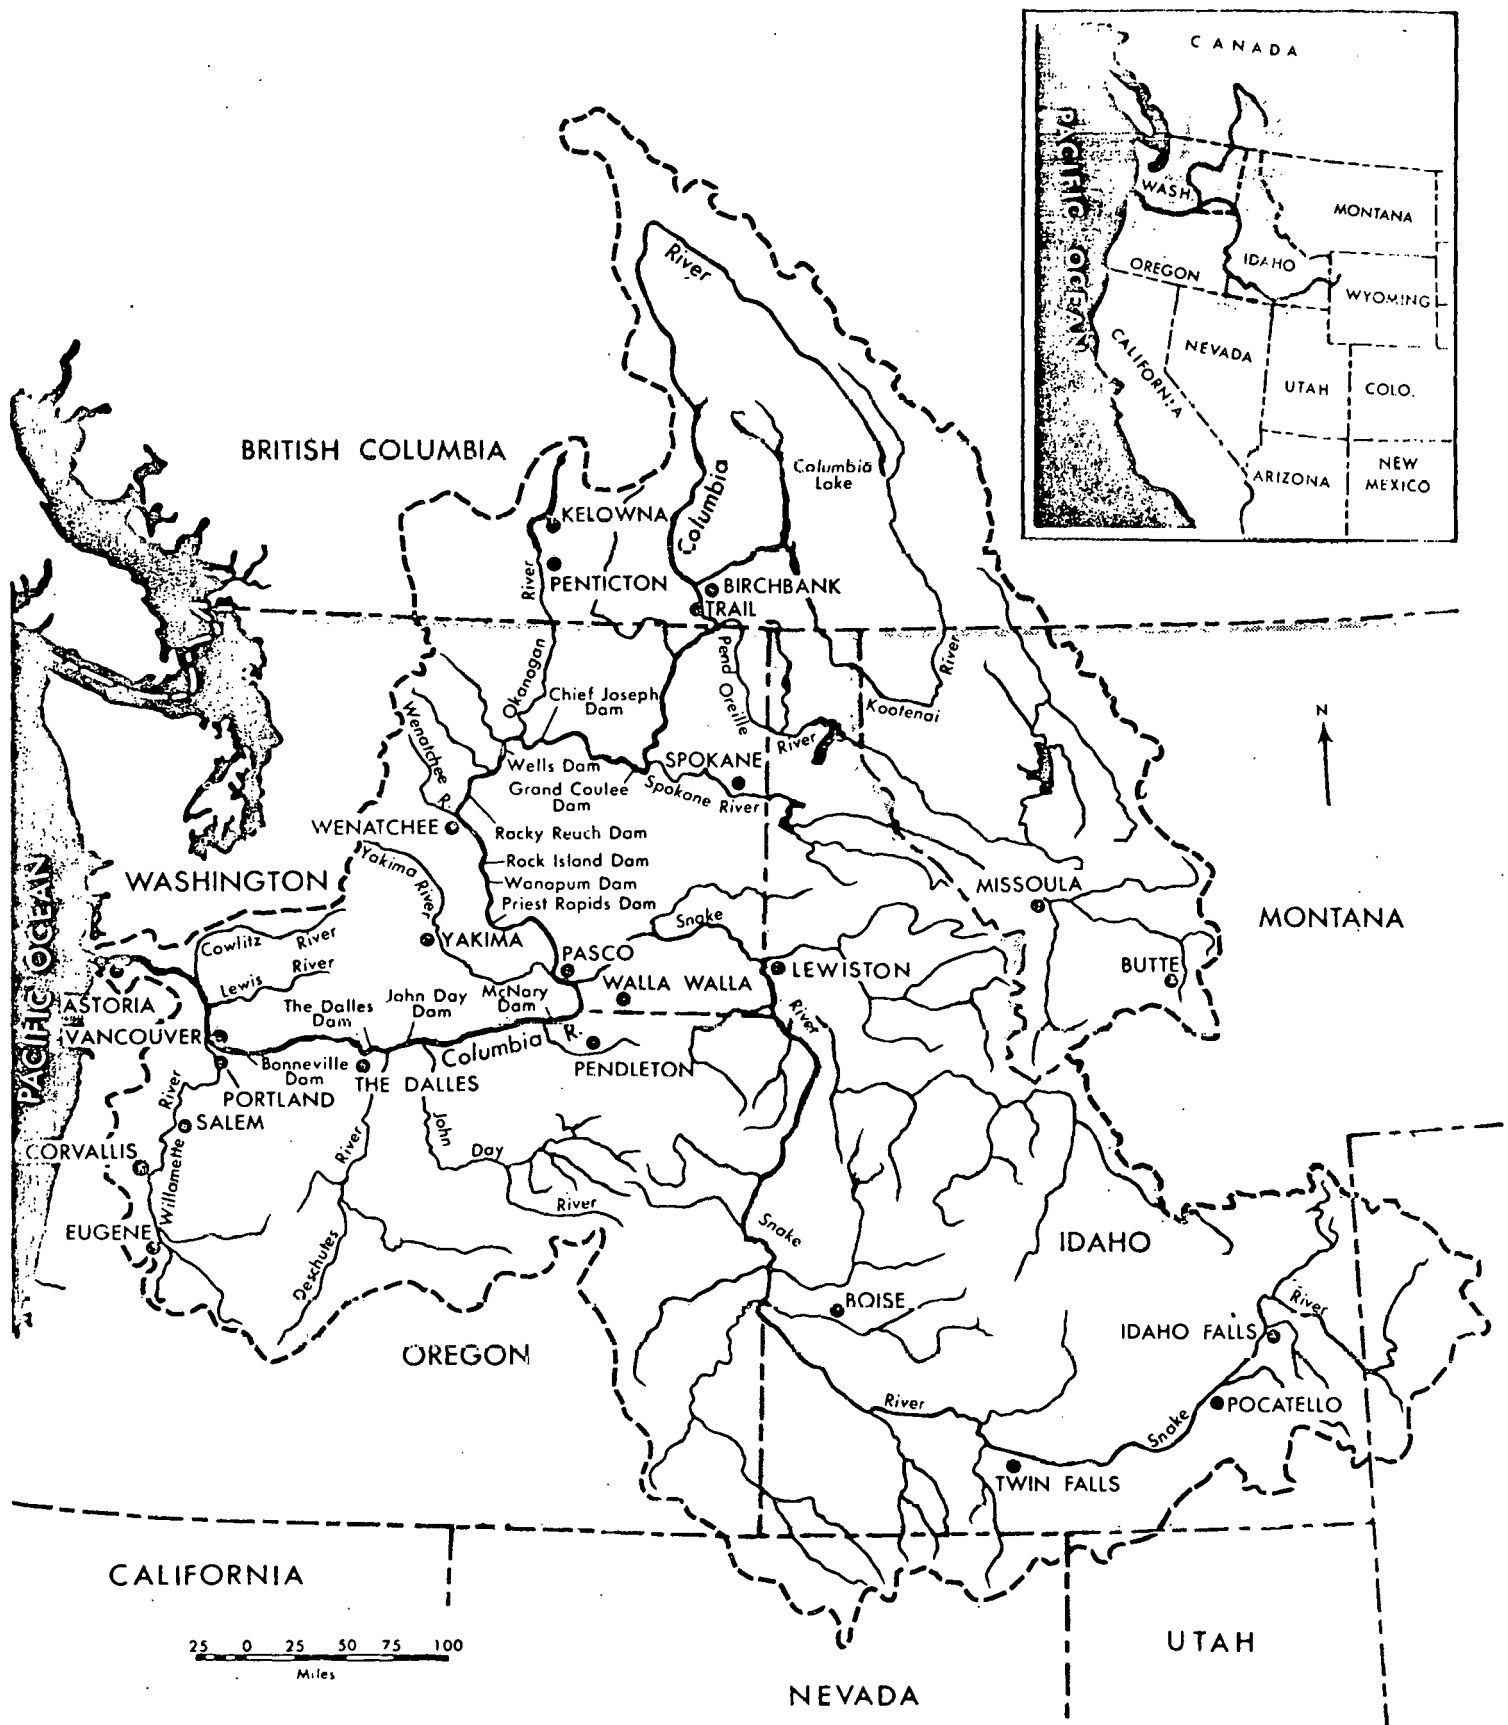 CANADA
PACIFIC OCEAN
WASH.
MONTANA
OREGON
IDAHO
WYOMING
CALIFORNIA
NEVADA
UTAH
COLO.
ARIZONA
NEW
MEXICO
River
BRITISH COLUMBIA
Columbia
Lake
Columbia
KELOWNA
PENTICTON
River
BIRCHBANK
TRAIL
Okanogan
Pend Oreille
River
River
Kootenai
Chief Joseph
Dam
Wenatchee
R.
Wells Dam
Grand Coulee
Dam
SPOKANE
Spokane River
N
WENATCHEE
Rocky Reach Dam
Rock Island Dam
Wanapum Dam
Priest Rapids Dam
Yakima River
WASHINGTON
PACIFIC OCEAN
MISSOULA
MONTANA
Snake
River
Cowlitz River
YAKIMA
PASCO
LEWISTON
BUTTE
Lewis River
WALLA WALLA
ASTORIA
The Dalles
Dam
John Day
Dam
McNary
Dam
VANCOUVER
Columbia R.
Bonneville
Dam
THE DALLES
PENDLETON
PORTLAND
River
Willamette
SALEM
CORVALLIS
EUGENE
River
Deschutes
John
Day
River
Snake
IDAHO
BOISE
River
IDAHO FALLS
OREGON
River
Snake
POCATELLO
TWIN FALLS
CALIFORNIA
25 0 25 50 75 100
Miles
NEVADA
UTAH